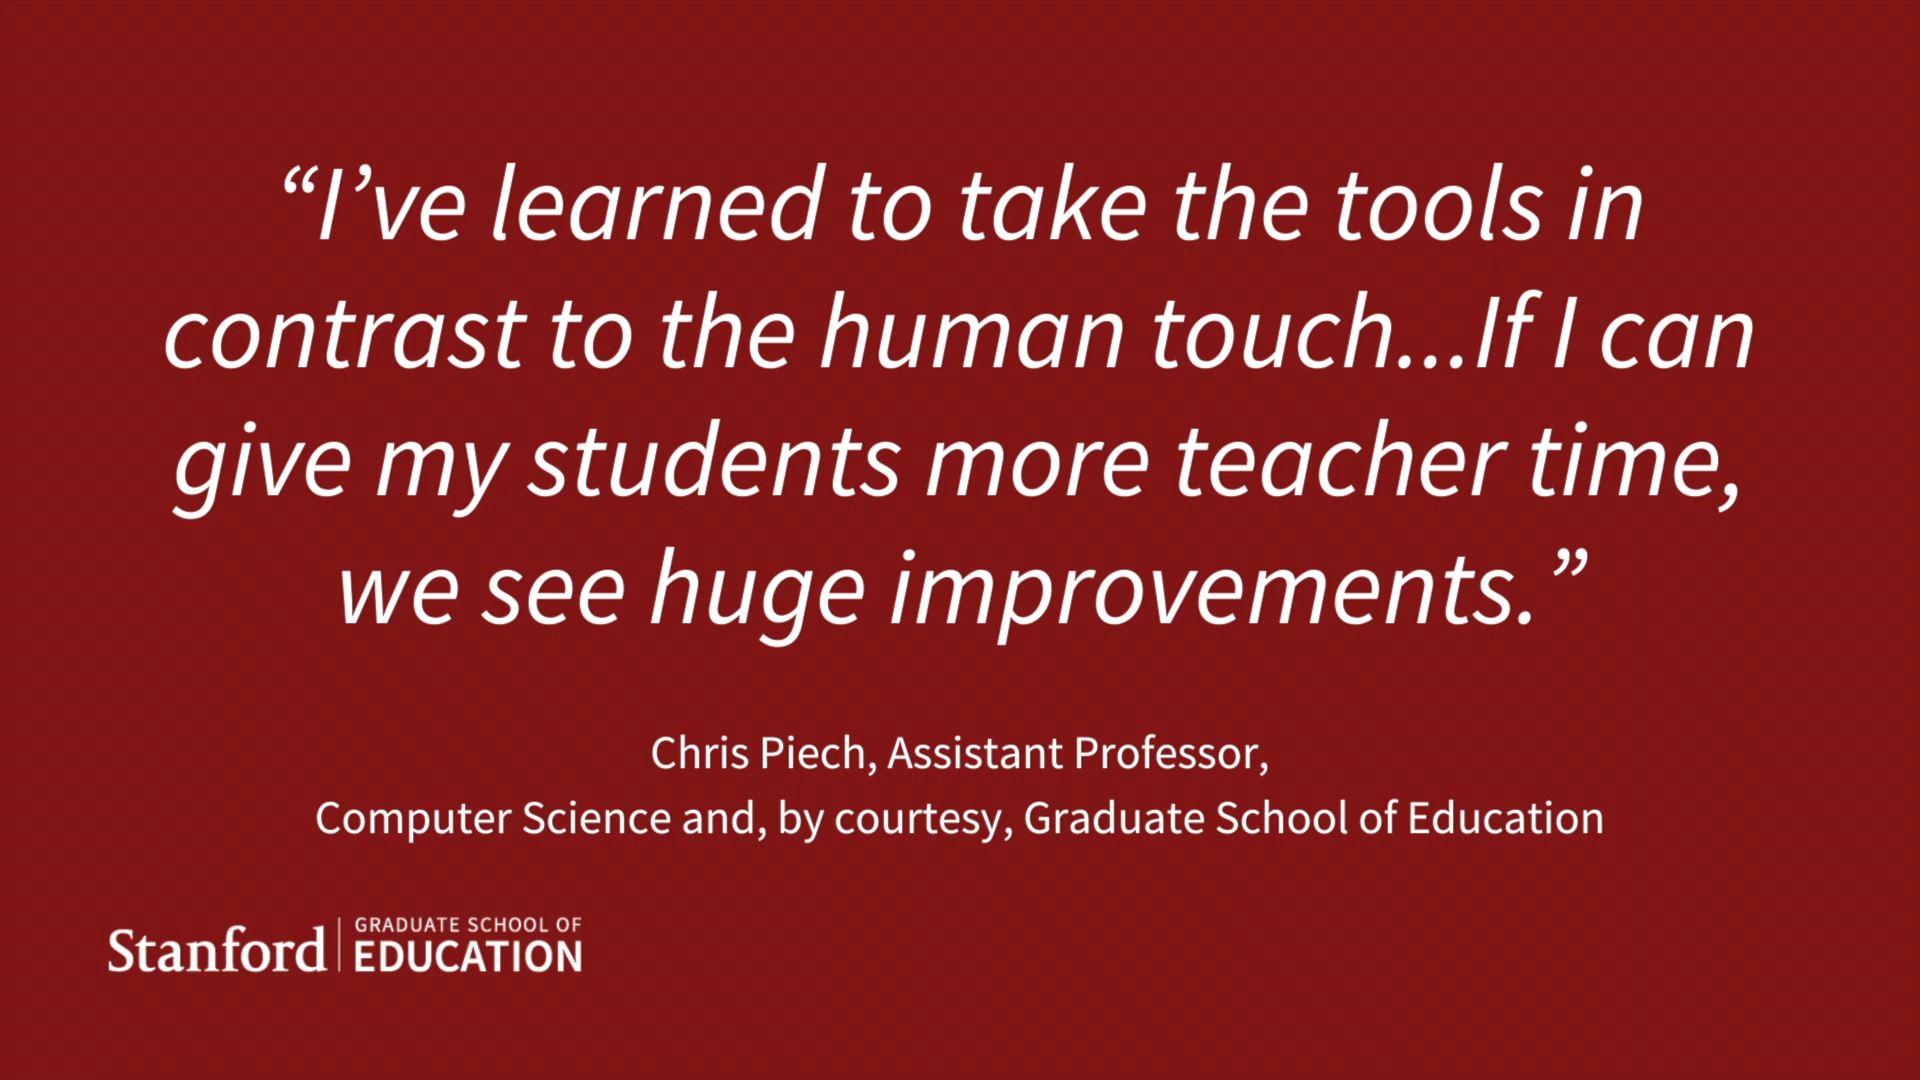 “I’ve learned to take the tools in
contrast to the human touch...If I can
give my students more teacher time,
we see huge improvements.”
Chris Piech, Assistant Professor,
Computer Science and, by courtesy, Graduate School of Education
Stanford
GRADUATE SCHOOL OF
EDUCATION